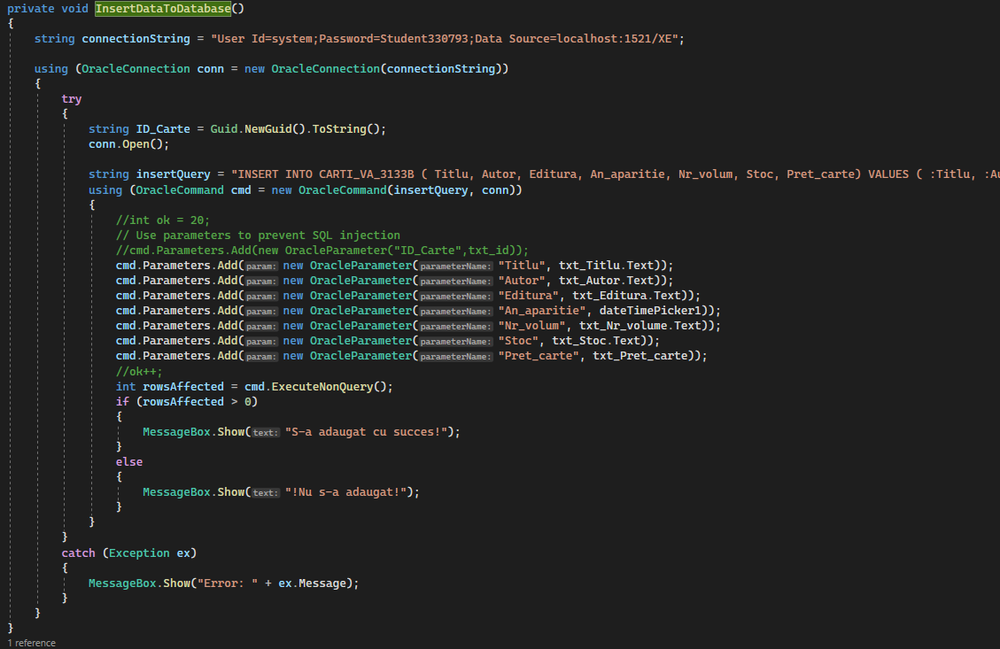 private void InsertDataToDatabase()
{
string connectionString = "User Id=system;Password=Student330793;Data Source=localhost:1521/XE";
using (OracleConnection conn = new OracleConnection(connectionString))
{
try
{
string ID_Carte = Guid.NewGuid().ToString();
conn.Open();
string insertQuery = "INSERT INTO CARTI_VA_3133B ( Titlu, Autor, Editura, An_aparitie, Nr_volum, Stoc, Pret_carte) VALUES ( :Titlu, :Au
using (OracleCommand cmd = new OracleCommand(insertQuery, conn))
{
//int ok = 20;
// Use parameters to prevent SQL injection
//cmd.Parameters.Add(new OracleParameter("ID_Carte",txt_id));
cmd.Parameters.Add(param: new OracleParameter(parameterName: "Titlu", txt_Titlu.Text));
cmd.Parameters.Add(param: new OracleParameter(parameterName: "Autor", txt_Autor.Text));
cmd.Parameters.Add(param: new OracleParameter(parameterName: "Editura", txt_Editura.Text));
cmd.Parameters.Add(param: new OracleParameter(parameterName: "An_aparitie", dateTimePicker1));
cmd.Parameters.Add(param: new OracleParameter(parameterName: "Nr_volum", txt_Nr_volume.Text));
cmd.Parameters.Add(param: new OracleParameter(parameterName: "Stoc", txt_Stoc.Text));
cmd.Parameters.Add(param: new OracleParameter(parameterName: "Pret_carte", txt_Pret_carte));
//ok++;
int rowsAffected = cmd.ExecuteNonQuery();
if (rowsAffected > 0)
{
MessageBox.Show(text: "S-a adaugat cu succes!");
}
else
{
MessageBox.Show(text: "!Nu s-a adaugat!");
}
}
}
catch (Exception ex)
{
MessageBox.Show("Error: " + ex.Message);
}
}
}
1 reference